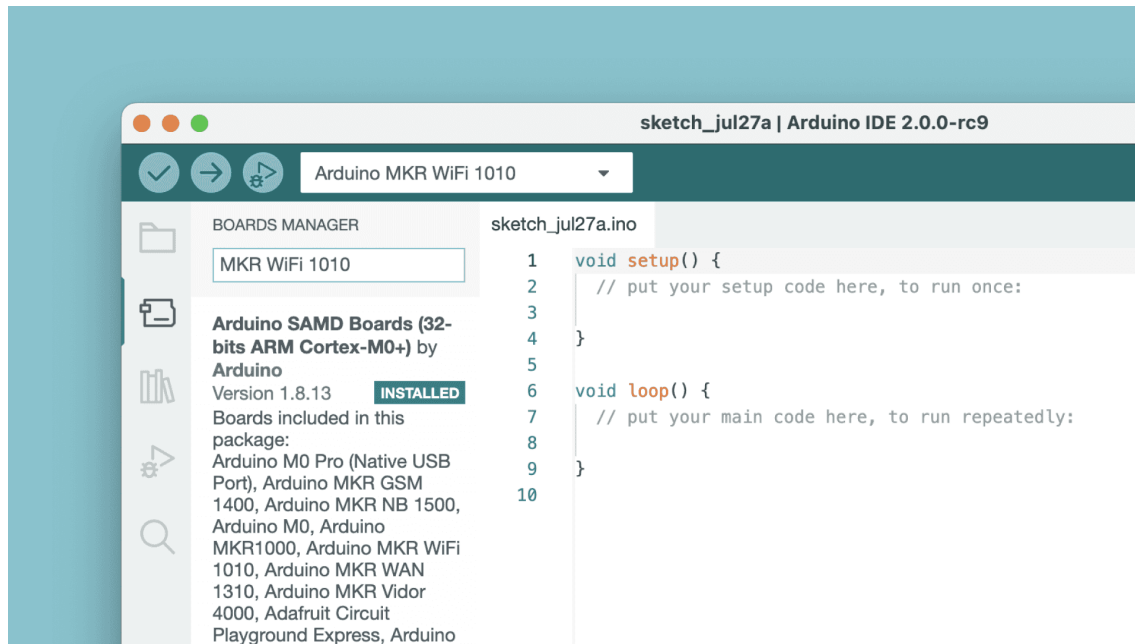 sketch_jul27a | Arduino IDE 2.0.0-rc9
Arduino MKR WiFi 1010
BOARDS MANAGER
MKR WiFi 1010
Arduino SAMD Boards (32-
bits ARM Cortex-M0+) by
Arduino
Version 1.8.13
INSTALLED
Boards included in this
package:
Arduino M0 Pro (Native USB
Port), Arduino MKR GSM
1400, Arduino MKR NB 1500,
Arduino M0, Arduino
MKR1000, Arduino MKR WiFi
1010, Arduino MKR WAN
1310, Arduino MKR Vidor
4000, Adafruit Circuit
Playground Express, Arduino
sketch_jul27a.ino
1 void setup() {
2 // put your setup code here, to run once:
3
4 }
5
6 void loop() {
7 // put your main code here, to run repeatedly:
8
9 }
10